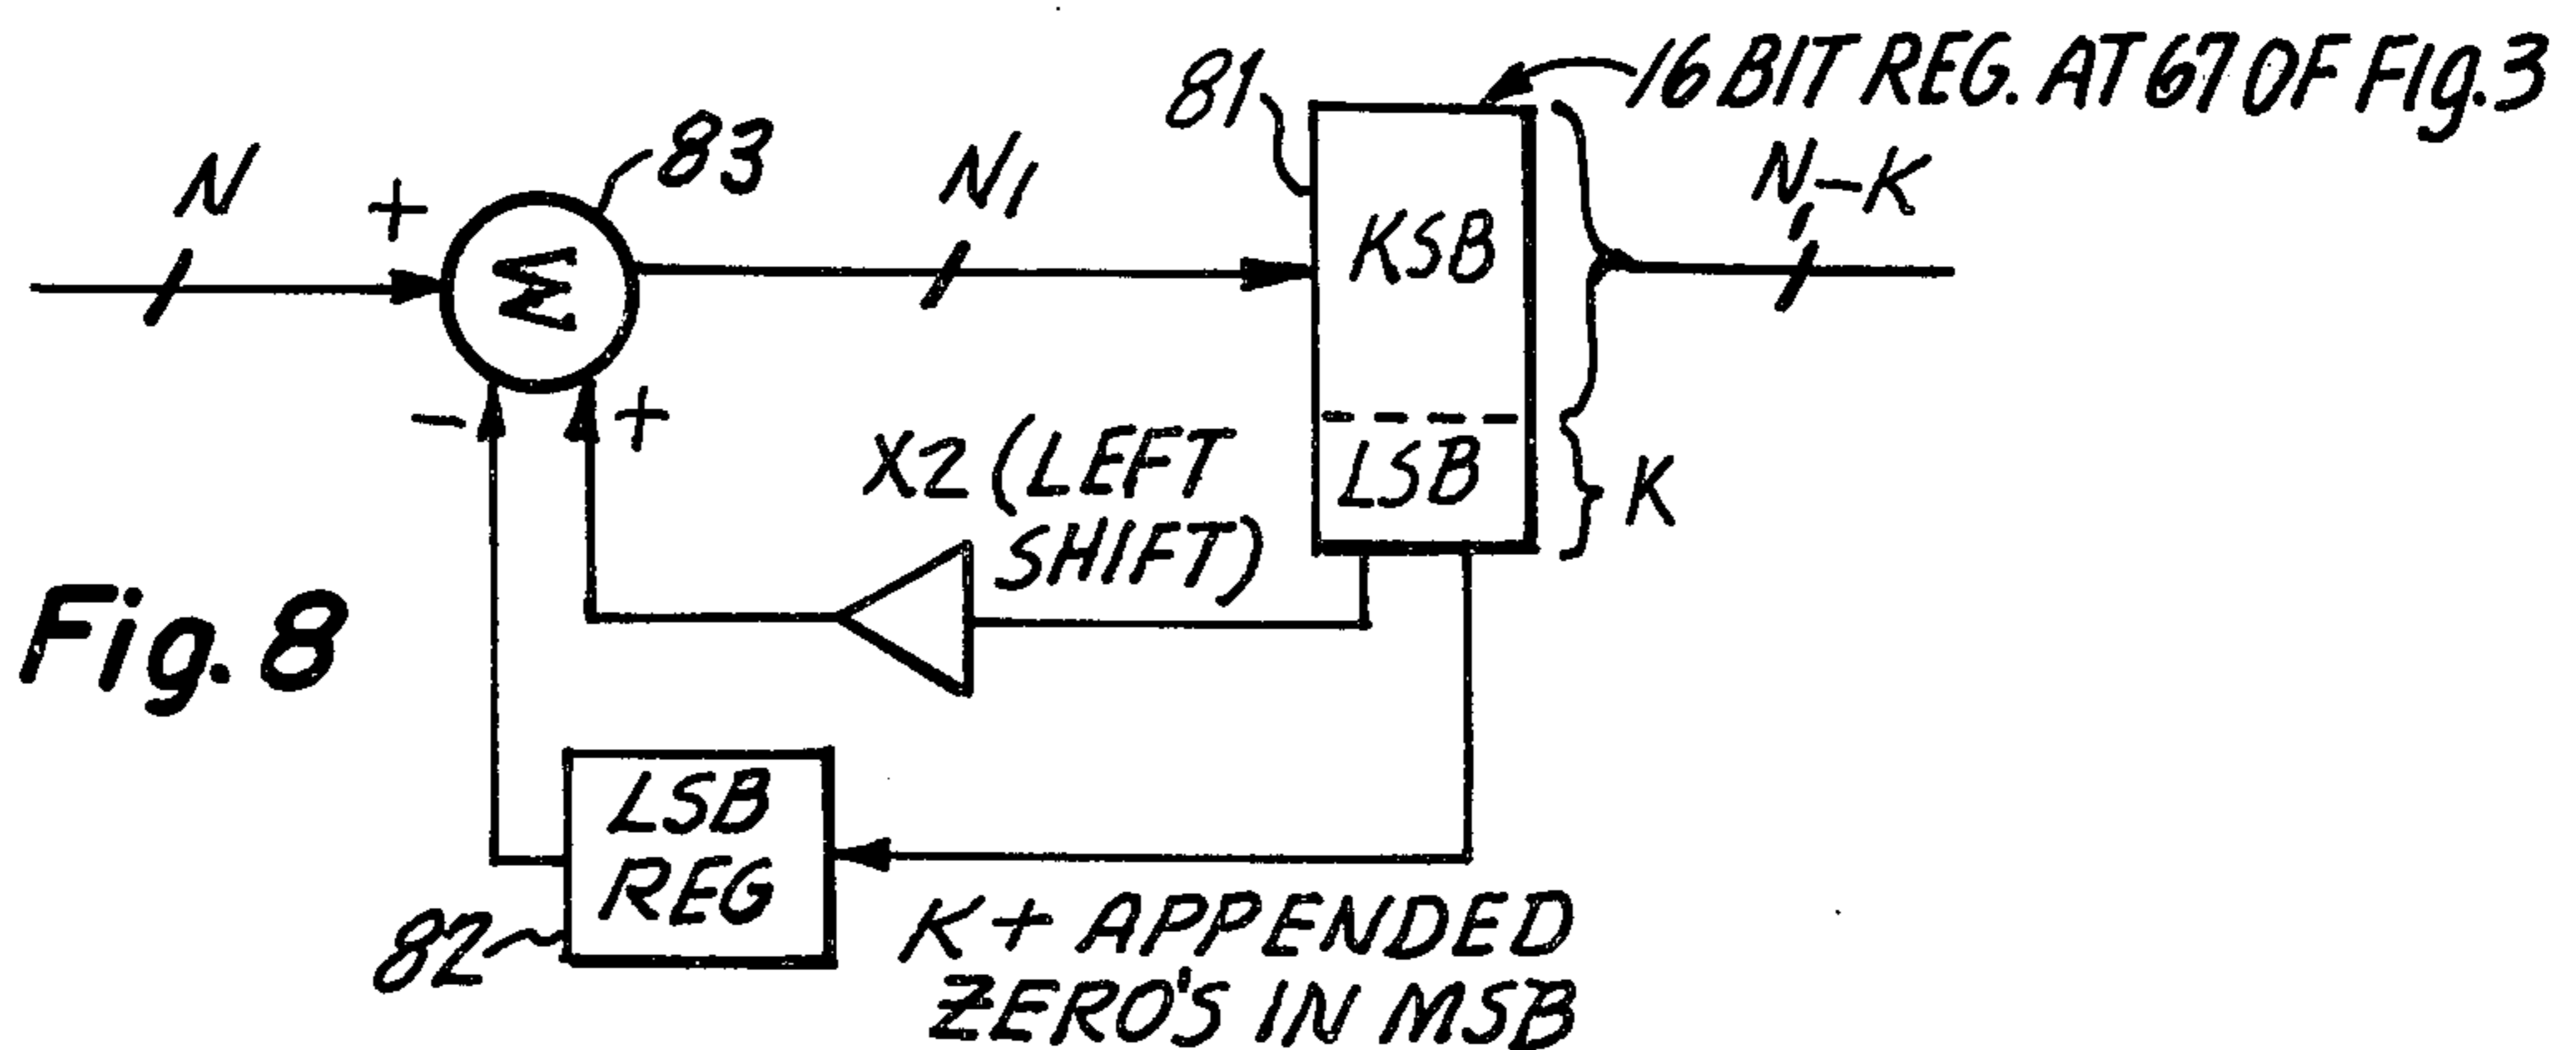 16 BIT REG. AT 67 OF Fig. 3
81
83
N
+
N1
N1-K
KSB
-
+
X2 (LEFT
SHIFT)
LSB
K
Fig. 8
LSB
REG
82
K + APPENDED
ZERO'S IN MSB
Σ